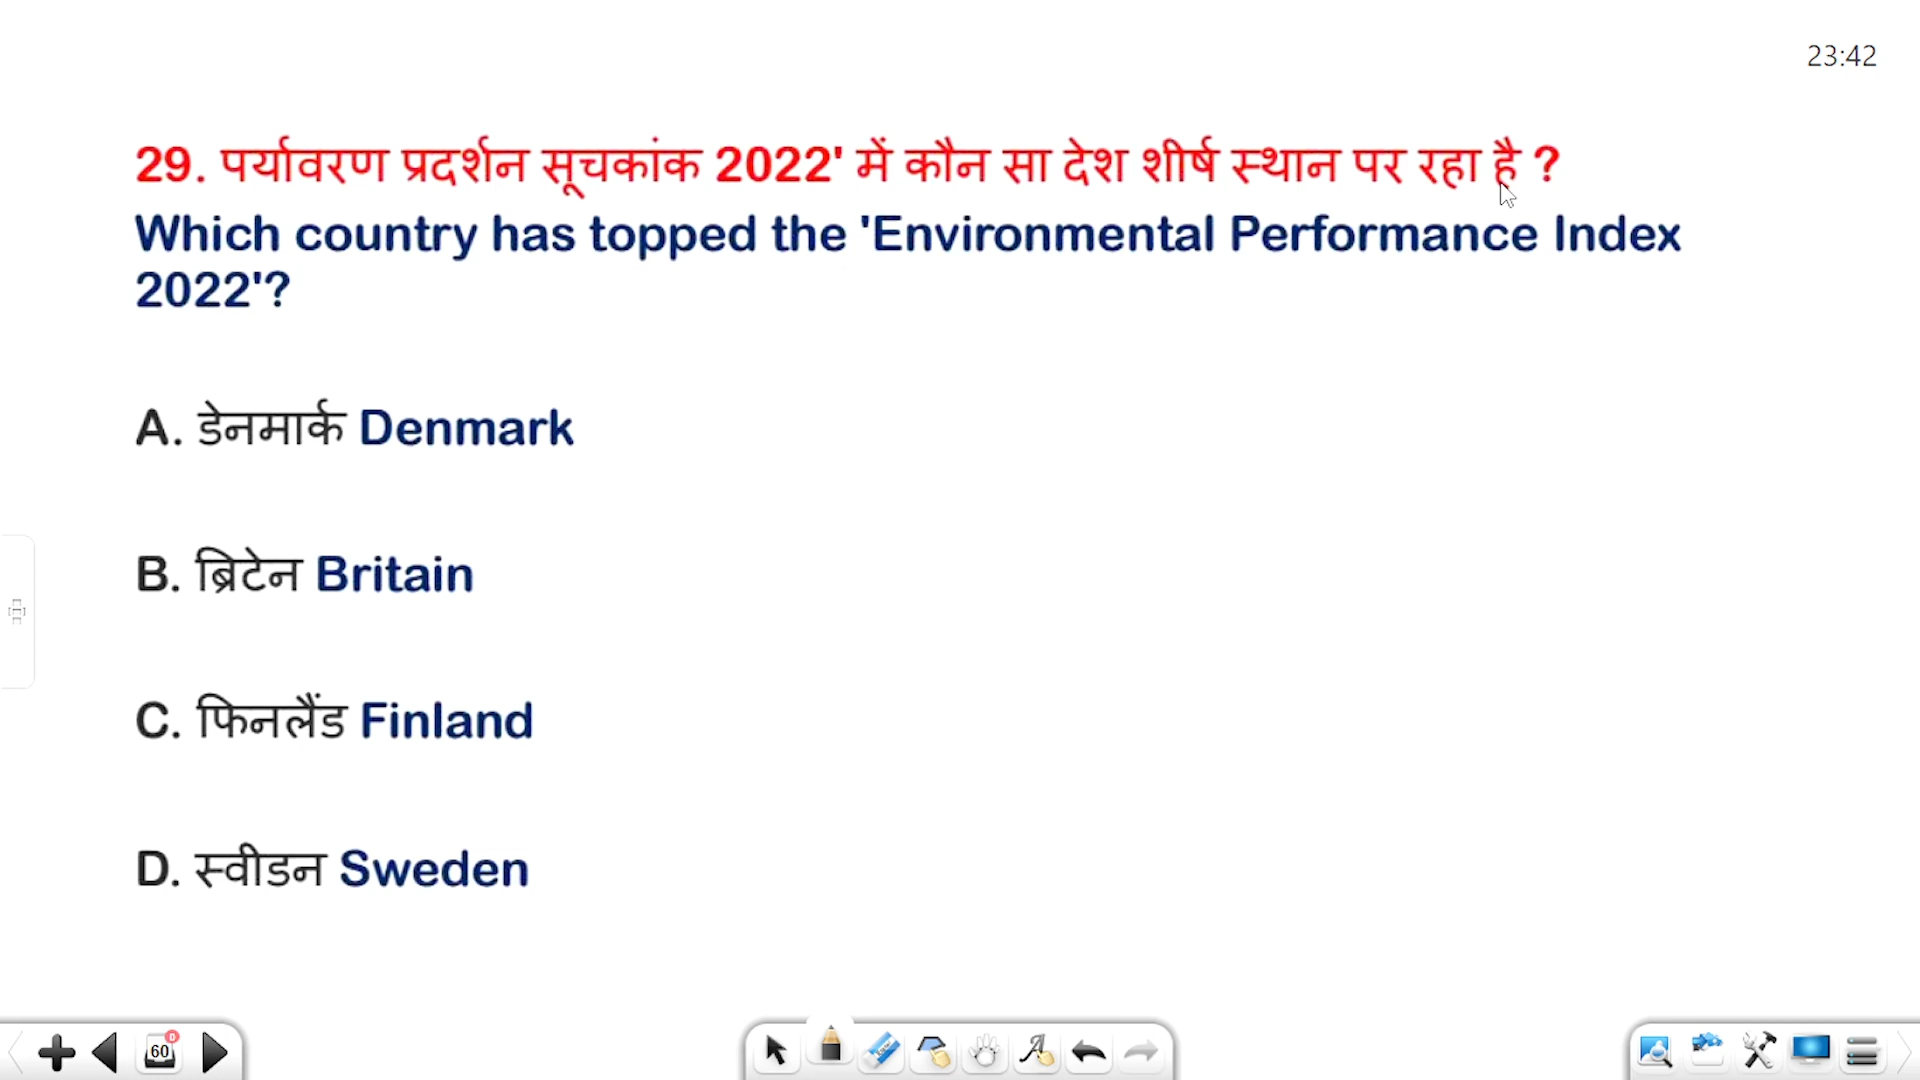 23:42
29. पर्यावरण प्रदर्शन सूचकांक 2022' में कौन सा देश शीर्ष स्थान पर रहा है ?
Which country has topped the 'Environmental Performance Index
2022'?
A. डेनमार्क Denmark
B. ब्रिटेन Britain
C. फिनलैंड Finland
D. स्वीडन Sweden
60
D